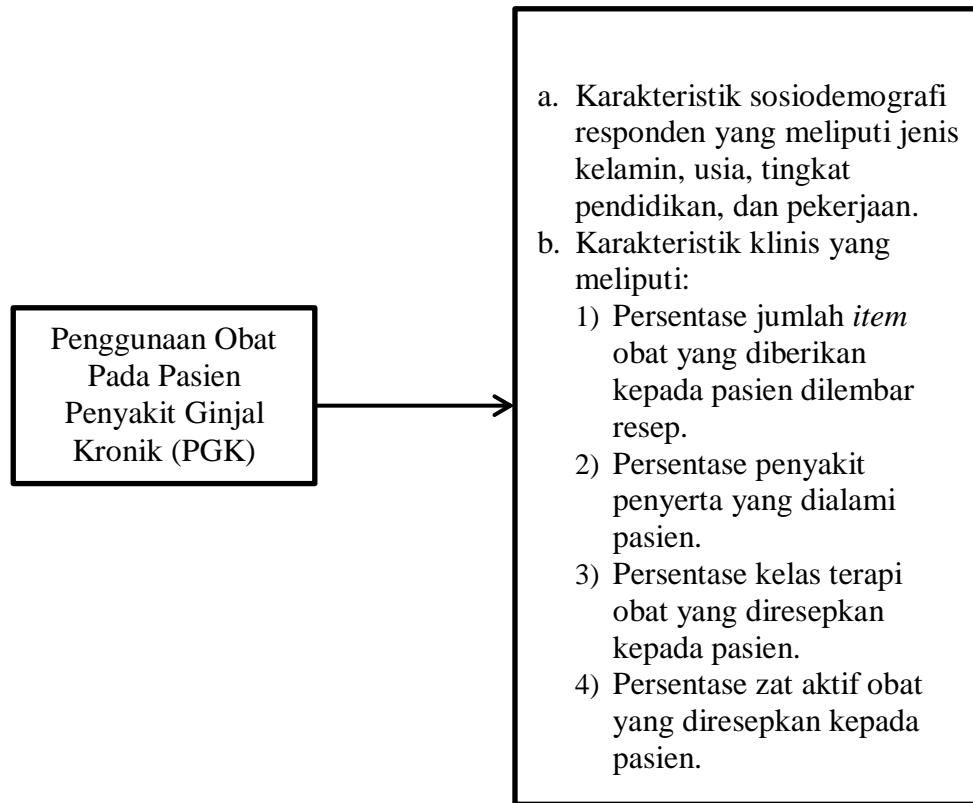 Penggunaan Obat
Pada Pasien
Penyakit Ginjal
Kronik (PGK)
a. Karakteristik sosiodemografi
responden yang meliputi jenis
kelamin, usia, tingkat
pendidikan, dan pekerjaan.
b. Karakteristik klinis yang
meliputi:
1) Persentase jumlah item
obat yang diberikan
kepada pasien dilembar
resep.
2) Persentase penyakit
penyerta yang dialami
pasien.
3) Persentase kelas terapi
obat yang diresepkan
kepada pasien.
4) Persentase zat aktif obat
yang diresepkan kepada
pasien.